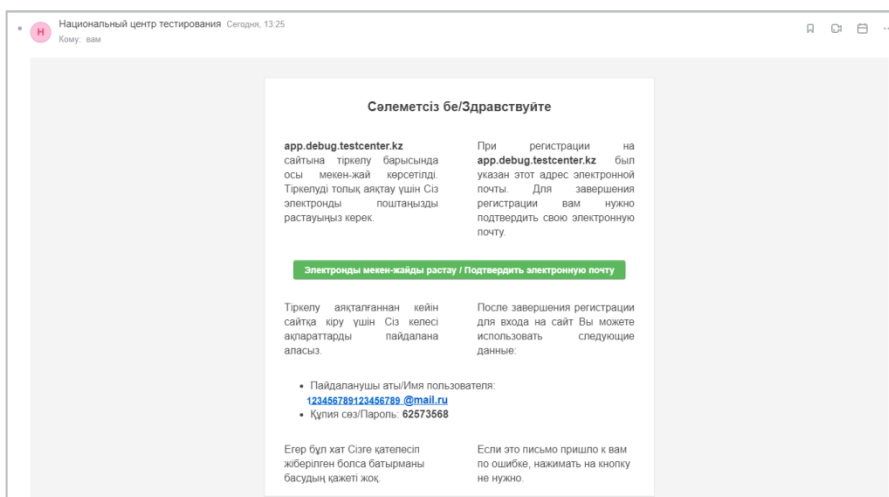 Национальный центр тестирования Сегодня, 13:25
Н
Кому: вам
Сәлеметсіз бе/Здравствуйте
app.debug.testcenter.kz
сайтына тіркелу барысында
осы мекен-жай көрсетілді.
Тіркелуді толық аяқтау үшін Сіз
электронды поштаңызды
растауыңыз керек.
При регистрации на
app.debug.testcenter.kz был
указан этот адрес электронной
почты. Для завершения
регистрации вам нужно
подтвердить свою электронную
почту.
Электронды мекен-жайды растау / Подтвердить электронную почту
Тіркелу аяқталғаннан кейін
сайтқа кіру үшін Сіз келесі
ақпараттарды пайдалана
аласыз.
После завершения регистрации
для входа на сайт Вы можете
использовать следующие
данные:
• Пайдаланушы аты/Имя пользователя:
123456789123456789 @mail.ru
• Құпия сөз/Пароль: 62573568
Егер бұл хат Сізге қателесіп
жіберілген болса батырманы
басудың қажеті жоқ.
Если это письмо пришло к вам
по ошибке, нажимать на кнопку
не нужно.